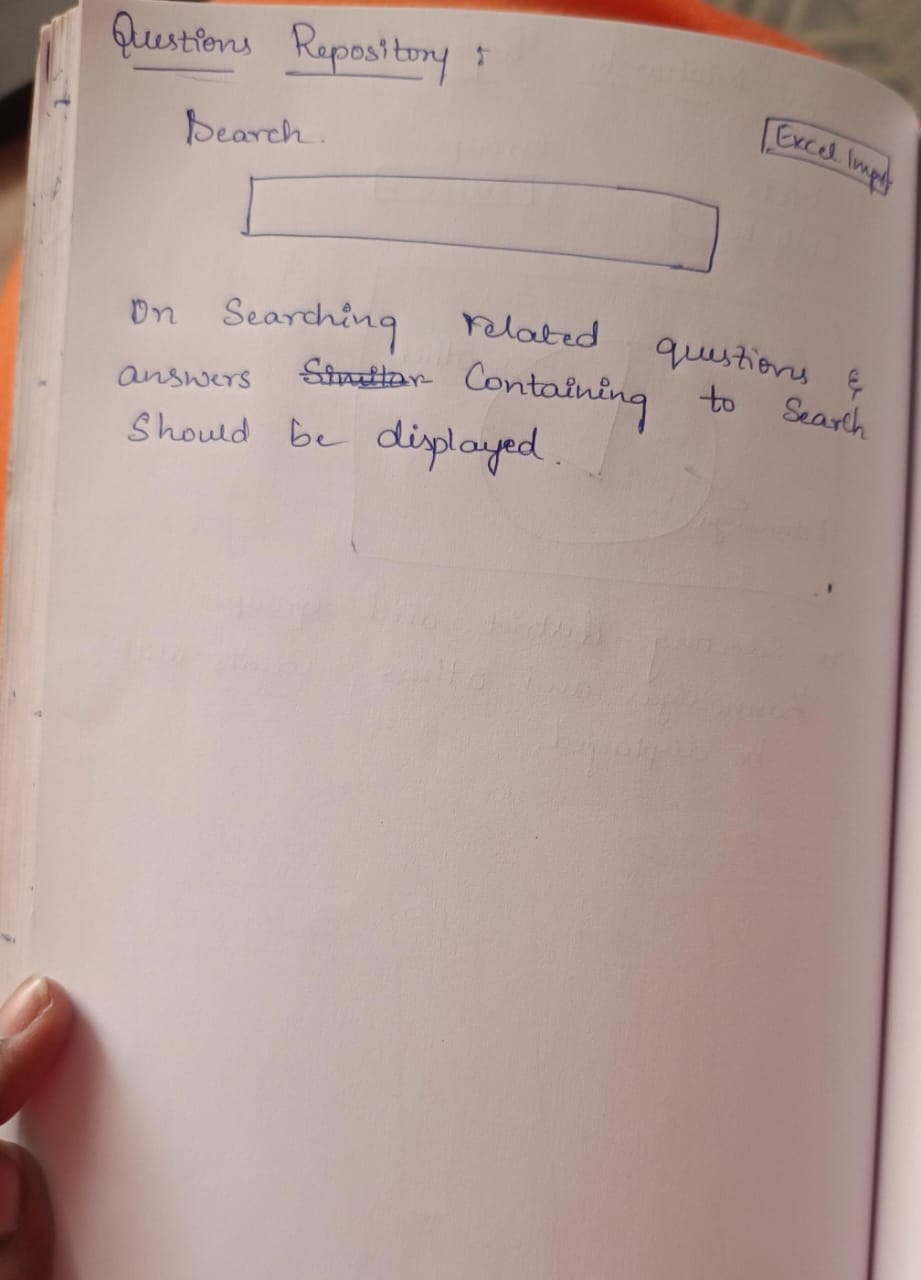 Questions Repository :
Search.
Excel Import
On Searching related questions &
answers Similar Containing to Search
Should be displayed.